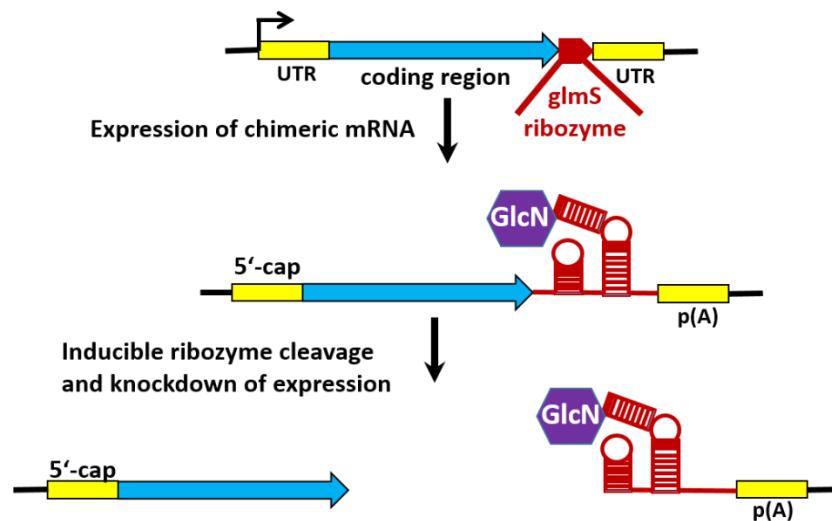 UTR
coding region
UTR
glmS
ribozyme
Expression of chimeric mRNA
GlcN
5‘-cap
p(A)
Inducible ribozyme cleavage
and knockdown of expression
GlcN
5‘-cap
p(A)